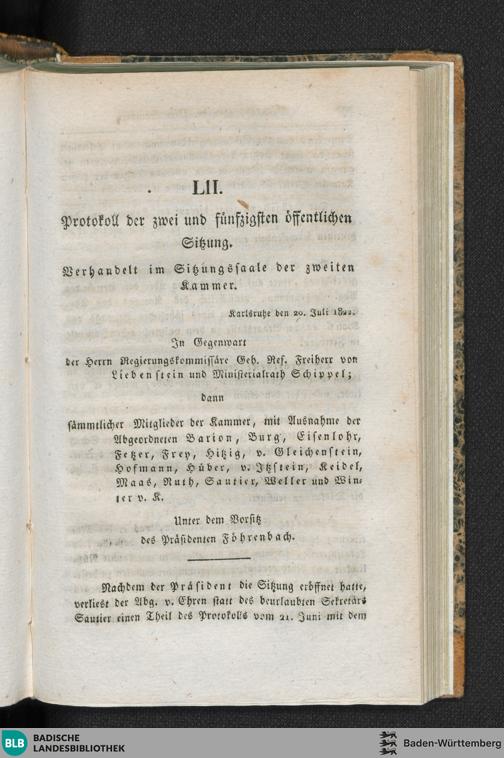 LII.
Protokoll der zwei und fünfzigsten öffentlichen
Sitzung.
Verhandelt im Sitzungssaale der zweiten
Kammer.
Karlsruhe den 20. Juli 1822.
In Gegenwart
der Herrn Regierungskommissäre Geh. Ref. Freiherr von
Liebenstein und Ministerialrath Schippel;
dann
sämmtlicher Mitglieder der Kammer, mit Ausnahme der
Abgeordneten Barion, Burg, Eisenlohr,
Fetzer, Frey, Hitzig, v. Gleichenstein,
Hofmann, Hüber, v. Itzstein, Keidel,
Maas, Ruth, Sautier, Weller und Win-
ter v. K.
Unter dem Vorsitz
des Präsidenten Föhrenbach.
Nachdem der Präsident die Sitzung eröffnet hatte,
verliest der Abg. v. Ehren statt des beurlaubten Sekretärs
Sautier einen Theil des Protokolls vom 21. Juni mit dem
BLB BADISCHE
LANDESBIBLIOTHEK
Baden-Württemberg